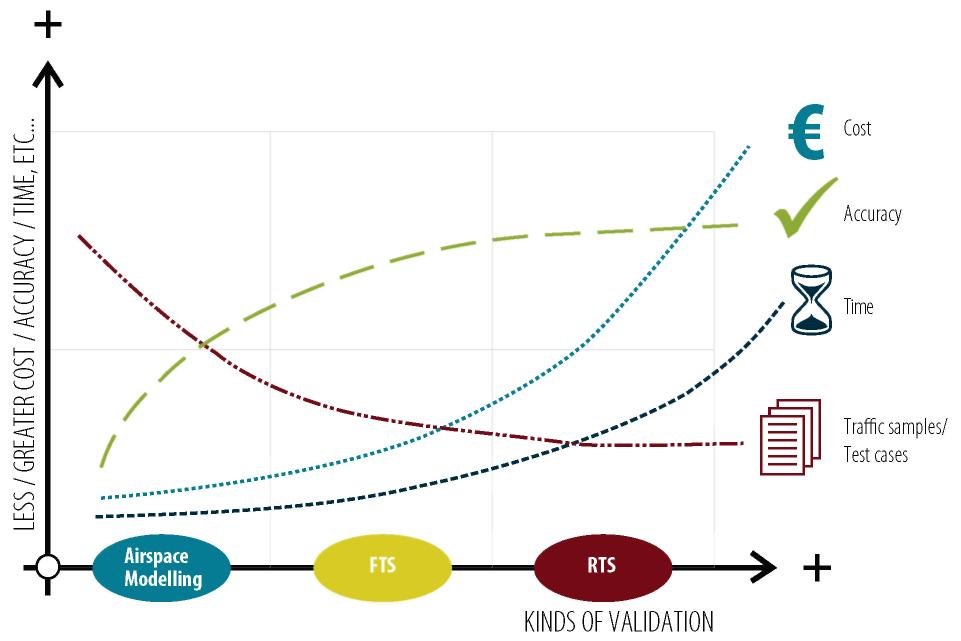 +
€
Cost
Accuracy
Time
Traffic samples/
Test cases
LESS / GREATER COST / ACCURACY / TIME, ETC...
Airspace
Modelling
FTS
RTS
+
KINDS OF VALIDATION